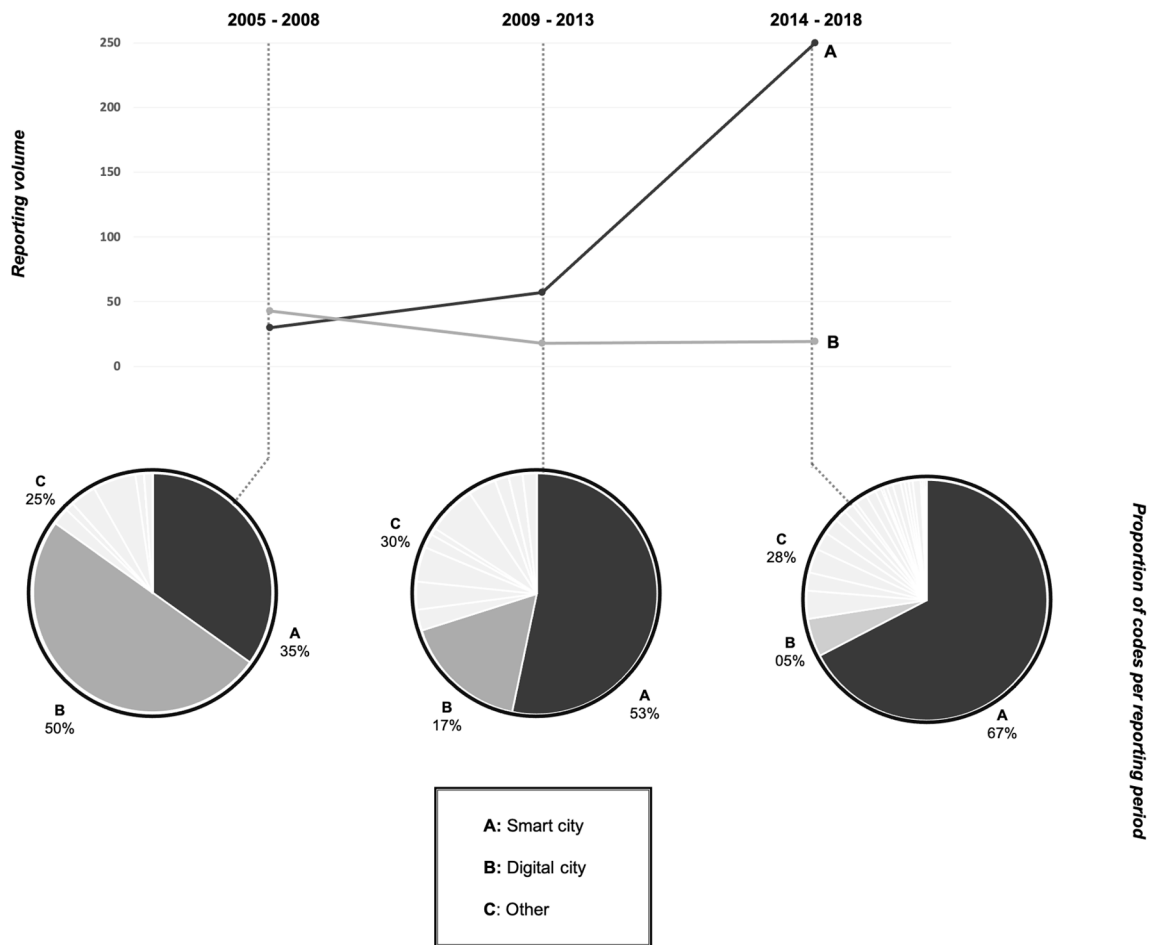 2005 - 2008
2009 - 2013
2014 - 2018
Reporting volume
250
200
150
100
50
0
A
B
C
25%
A
35%
B
50%
C
30%
A
53%
B
17%
C
28%
B
05%
A
67%
Proportion of codes per reporting period
A: Smart city
B: Digital city
C: Other